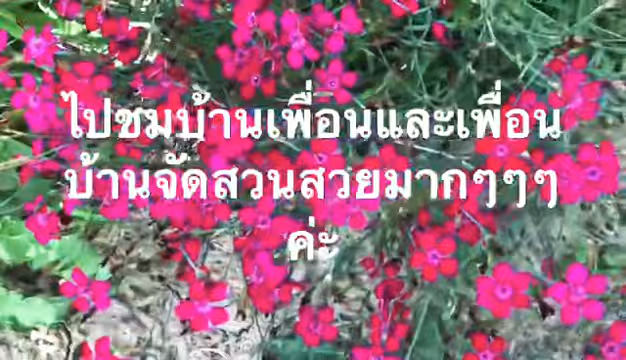 ไปชมบ้านเพื่อนและเพื่อน
บ้านจัดสวนสวยมากๆๆๆ
ค่ะ